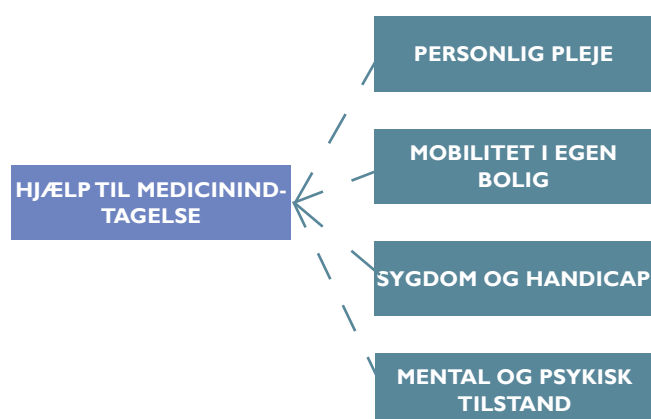 PERSONLIG PLEJE
MOBILITET I EGEN
BOLIG
HJÆLP TIL MEDICININD-
TAGELSE
SYGDOM OG HANDICAP
MENTAL OG PSYKISK
TILSTAND